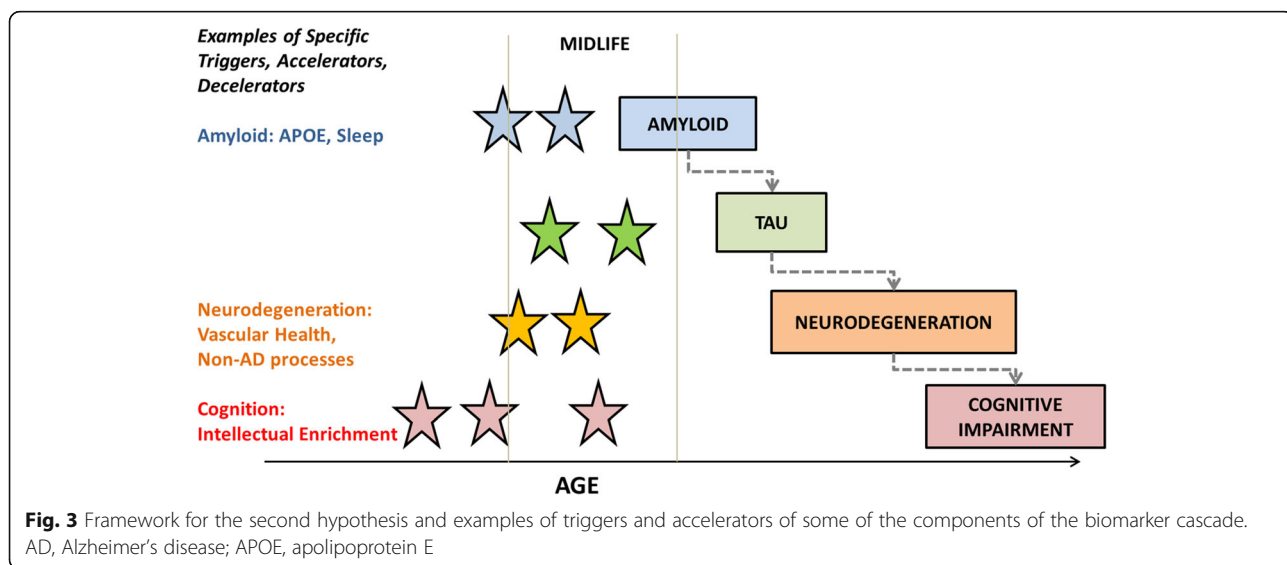 Examples of Specific
Triggers, Accelerators,
Decelerators
MIDLIFE
Amyloid: APOE, Sleep
AMYLOID
TAU
Neurodegeneration:
Vascular Health,
Non-AD processes
NEURODEGENERATION
Cognition:
Intellectual Enrichment
COGNITIVE
IMPAIRMENT
AGE
Fig. 3 Framework for the second hypothesis and examples of triggers and accelerators of some of the components of the biomarker cascade.
AD, Alzheimer's disease; APOE, apolipoprotein E